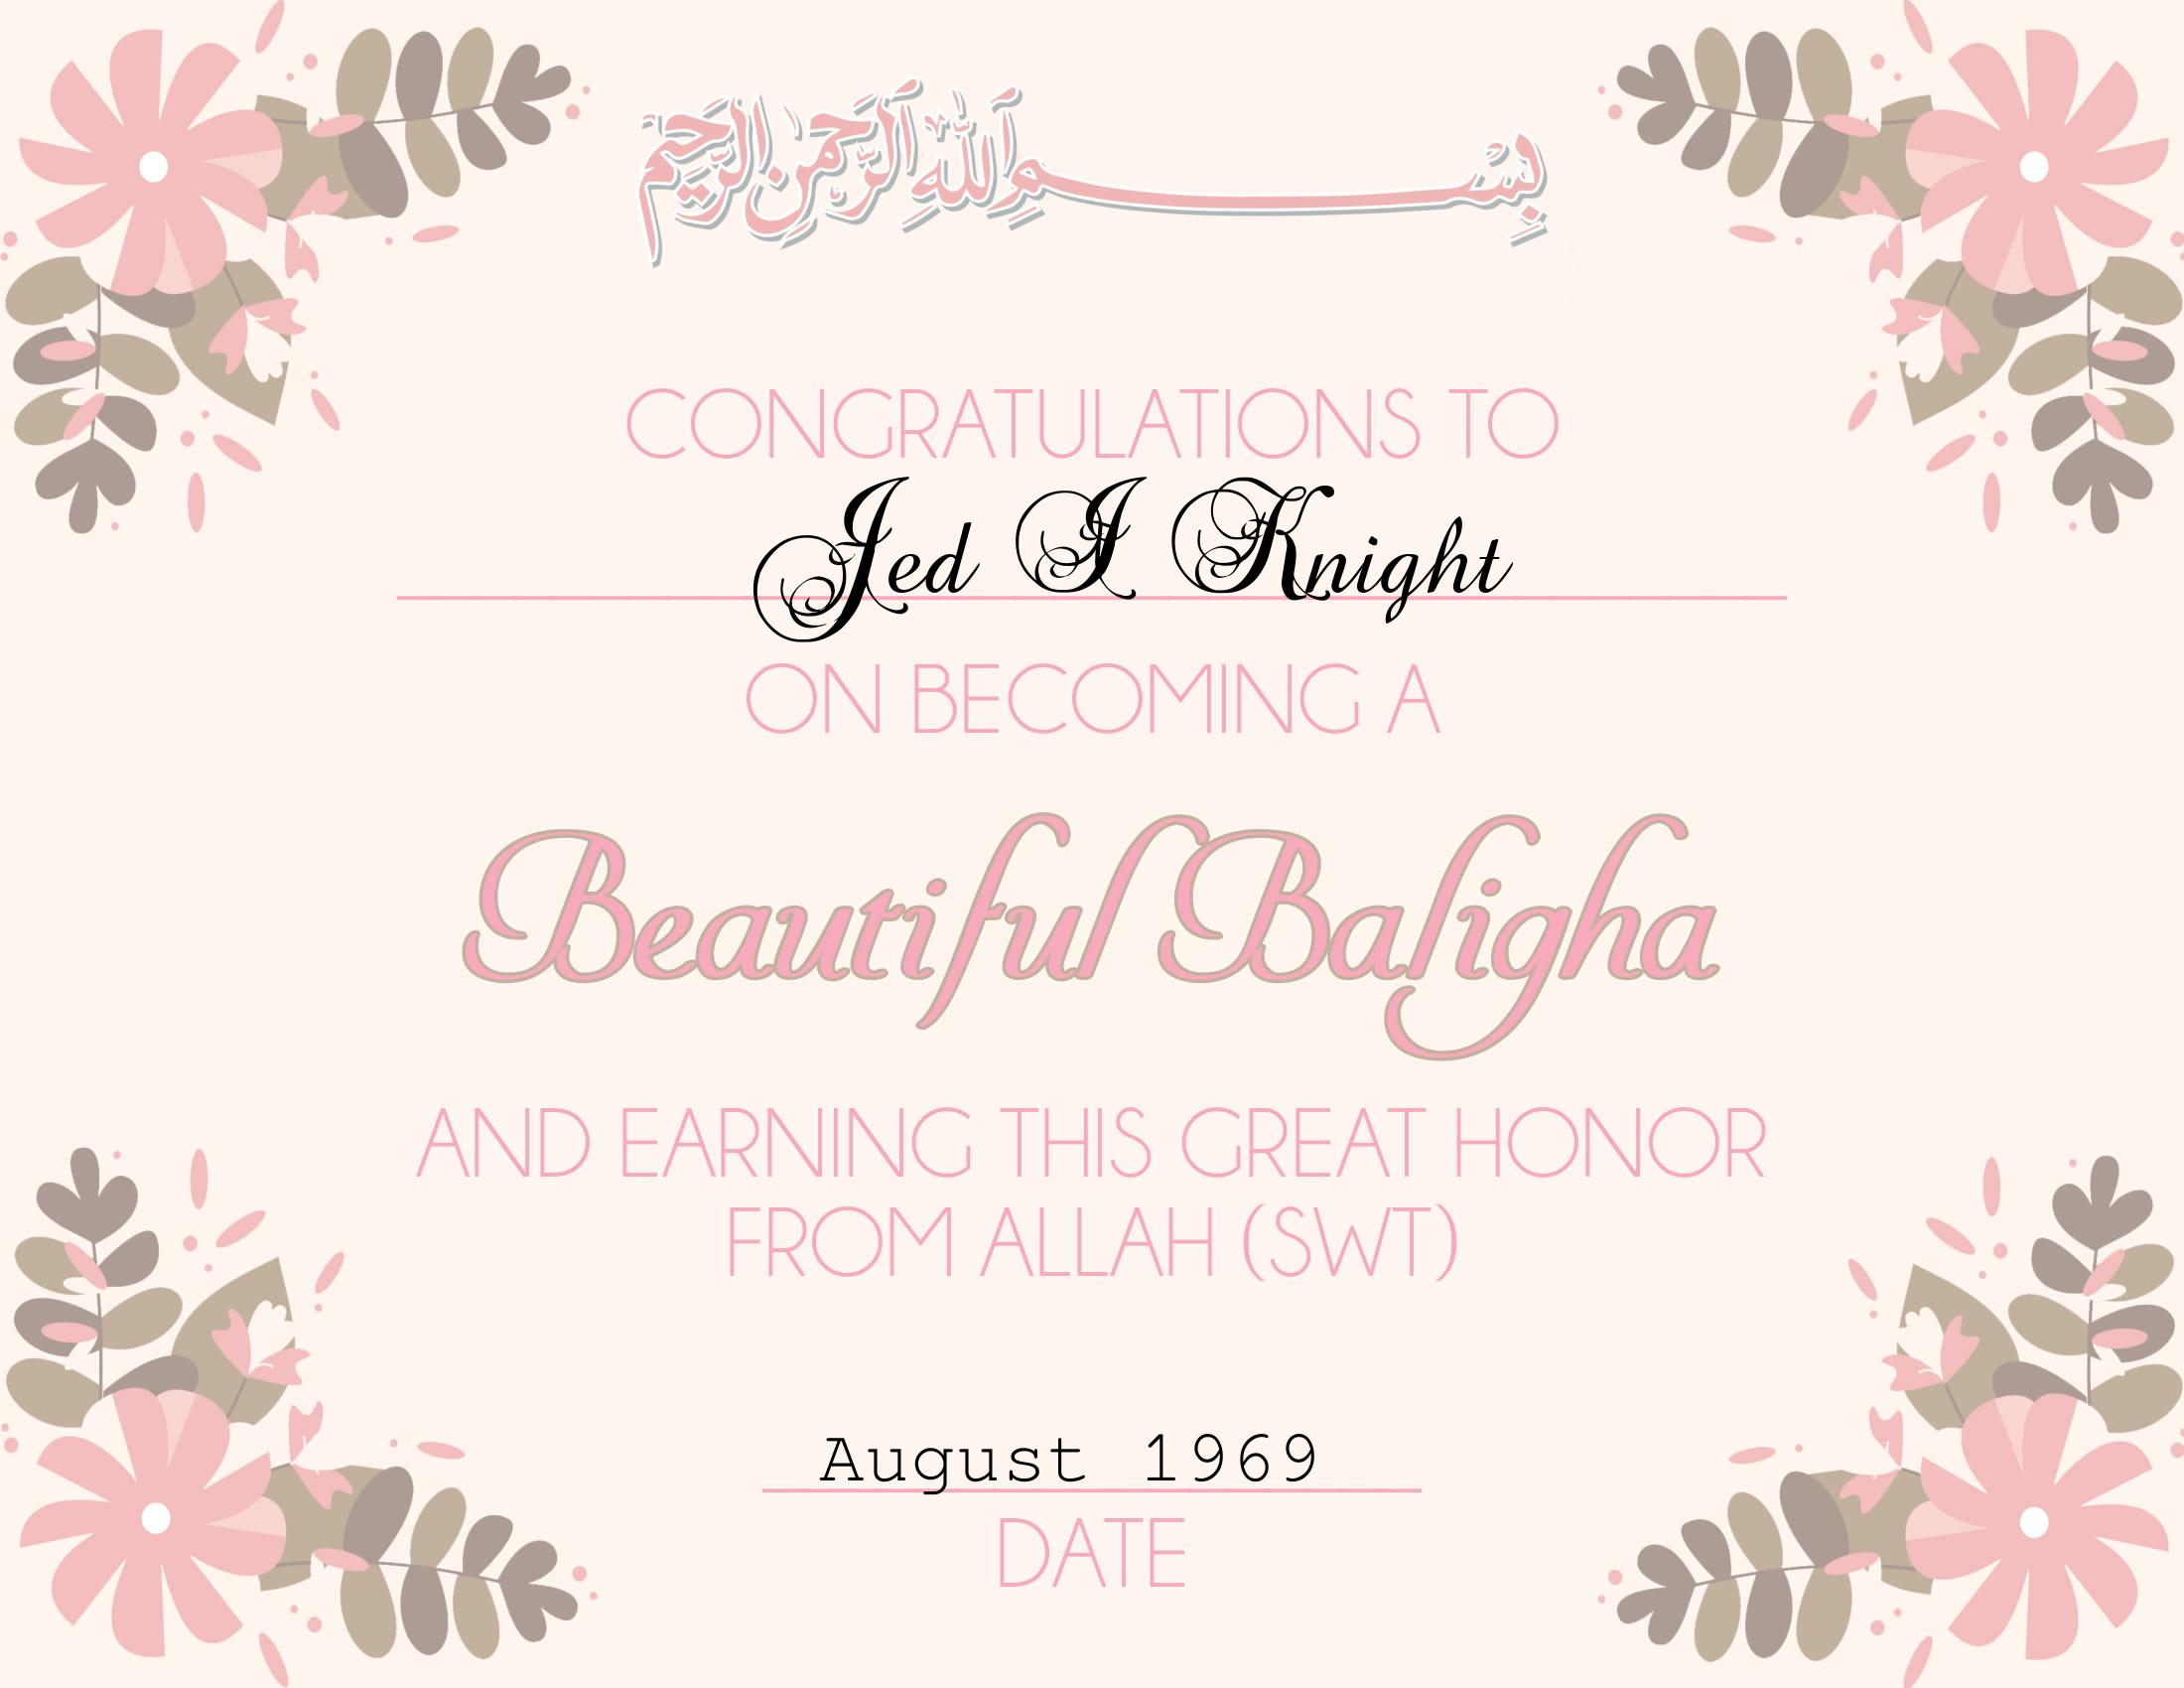 بسم الله الرحمن الرحيم
CONGRATULATIONS TO
Jed I Knight
ON BECOMING A
Beautiful Baligha
AND EARNING THIS GREAT HONOR
FROM ALLAH (SWT)
August 1969
DATE